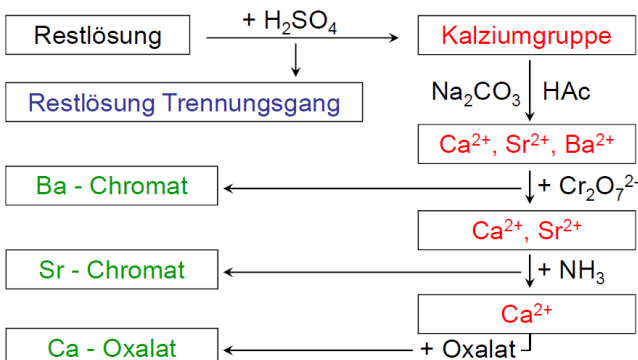 Restlösung
+ H₂SO₄
Kalziumgruppe
Restlösung Trennungsgang
Na₂CO₃ HAc
Ca²⁺, Sr²⁺, Ba²⁺
Ba - Chromat
+ Cr₂O₇²⁻
Ca²⁺, Sr²⁺
Sr - Chromat
+ NH₃
Ca²⁺
Ca - Oxalat
+ Oxalat